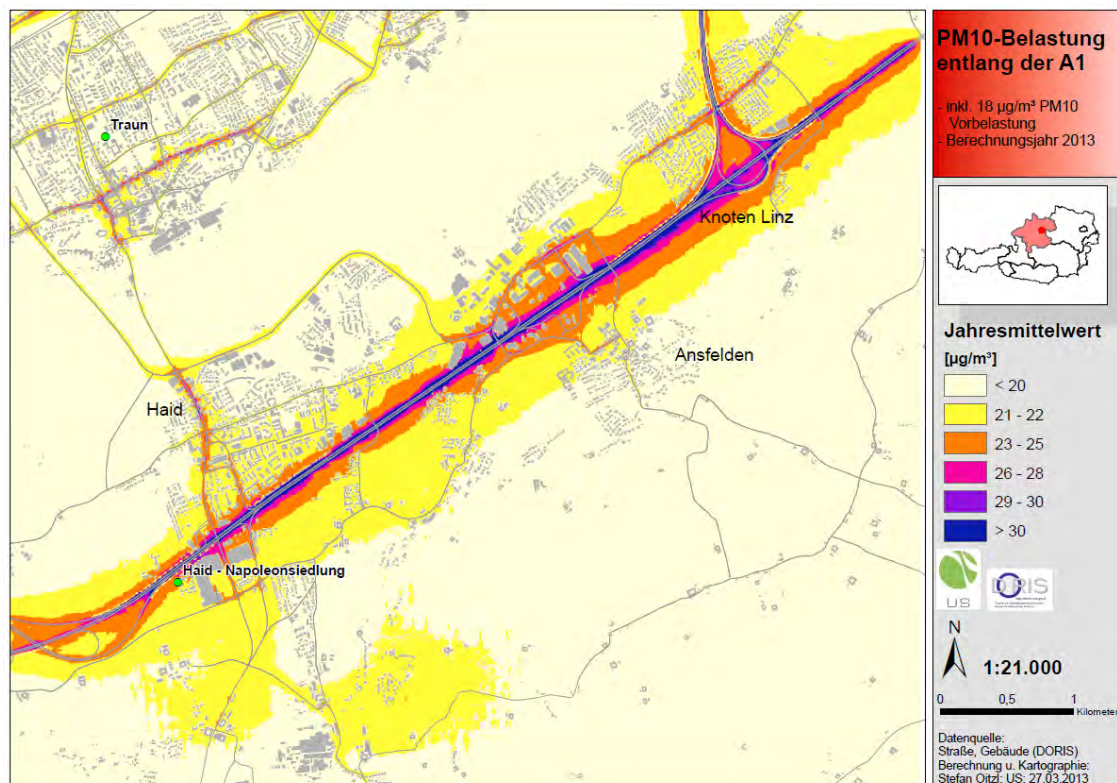 PM10-Belastung
entlang der A1
- inkl. 18 µg/m³ PM10
Vorbelastung
- Berechnungsjahr 2013
Traun
Knoten Linz
Ansfelden
Haid
Haid - Napoleonsiedlung
Jahresmittelwert
[µg/m³]
< 20
21 - 22
23 - 25
26 - 28
29 - 30
> 30
US
DORIS
N
1:21.000
0 0,5 1
Kilometer
Datenquelle:
Straße, Gebäude (DORIS)
Berechnung u. Kartographie:
Stefan Oitzl; US; 27.03.2013